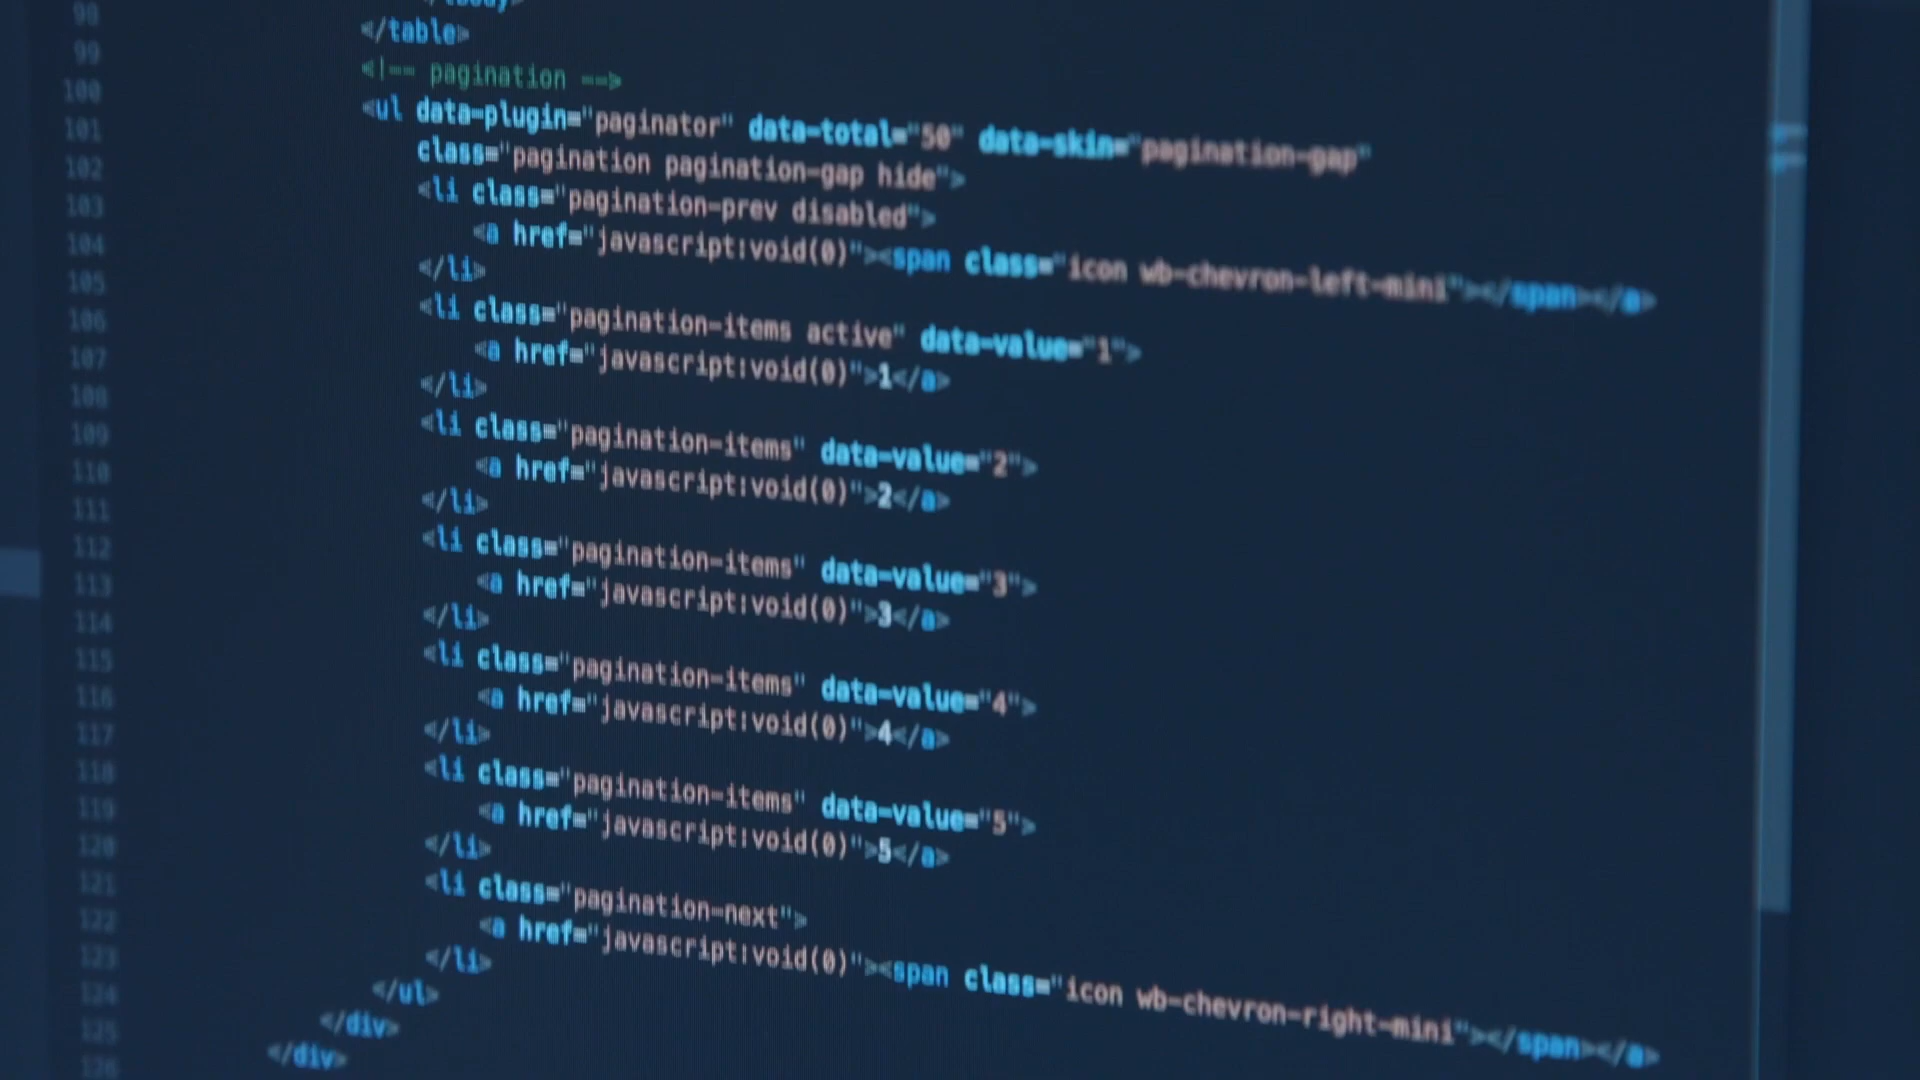 98
</tbody>
99 </table>
100 <!-- pagination -->
101 <ul data-plugin="paginator" data-total="50" data-skin="pagination-gap"
102 class="pagination pagination-gap hide">
103 <li class="pagination-prev disabled">
104 <a href="javascript:void(0)"><span class="icon wb-chevron-left-mini"></span></a>
105 </li>
106 <li class="pagination-items active" data-value="1">
107 <a href="javascript:void(0)">1</a>
108 </li>
109 <li class="pagination-items" data-value="2">
110 <a href="javascript:void(0)">2</a>
111 </li>
112 <li class="pagination-items" data-value="3">
113 <a href="javascript:void(0)">3</a>
114 </li>
115 <li class="pagination-items" data-value="4">
116 <a href="javascript:void(0)">4</a>
117 </li>
118 <li class="pagination-items" data-value="5">
119 <a href="javascript:void(0)">5</a>
120 </li>
121 <li class="pagination-next">
122 <a href="javascript:void(0)"><span class="icon wb-chevron-right-mini"></span></a>
123 </li>
124 </ul>
125 </div>
126 </div>